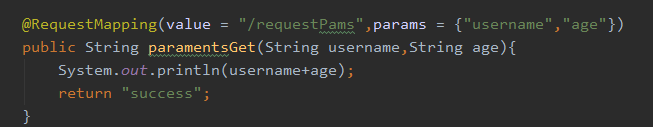 @RequestMapping(value = "/requestPams",params = {"username","age"})
public String paramentsGet(String username,String age){
System.out.println(username+age);
return "success";
}